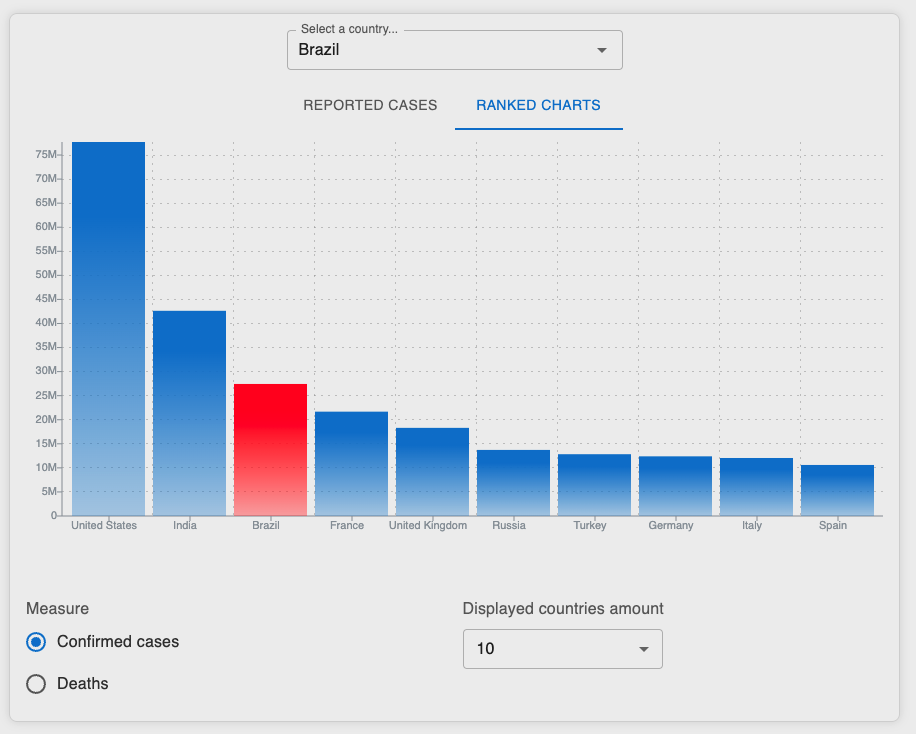 Select a country...
Brazil
REPORTED CASES RANKED CHARTS
75M
70M
65M
60M
55M
50M
45M
40M
35M
30M
25M
20M
15M
10M
5M
0
United States India Brazil France United Kingdom Russia Turkey Germany Italy Spain
Measure Displayed countries amount
Confirmed cases 10
Deaths